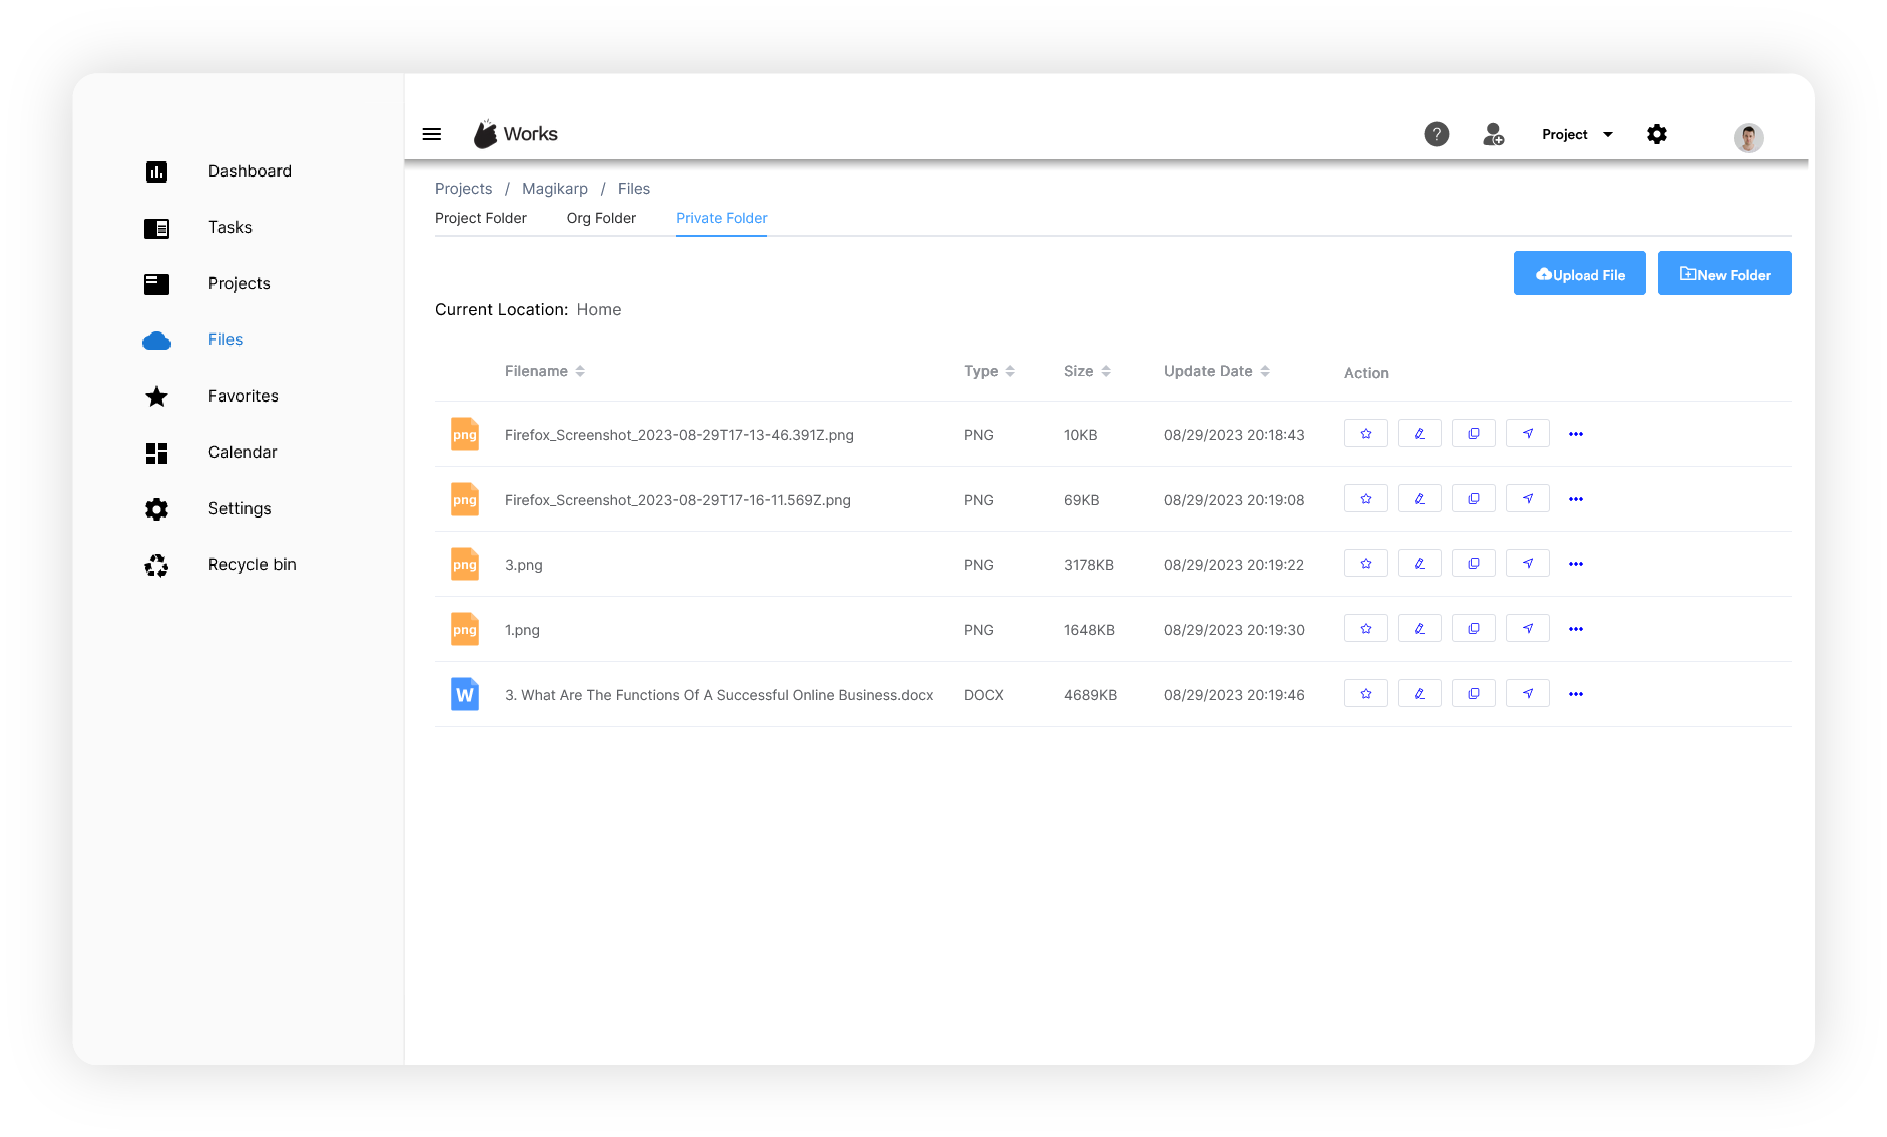 Works
?
Project
Dashboard
Tasks
Projects
Files
Favorites
Calendar
Settings
Recycle bin
Projects / Magikarp / Files
Project Folder Org Folder Private Folder
Upload File New Folder
Current Location: Home
Filename Type Size Update Date Action
png Firefox_Screenshot_2023-08-29T17-13-46.391Z.png PNG 10KB 08/29/2023 20:18:43
png Firefox_Screenshot_2023-08-29T17-16-11.569Z.png PNG 69KB 08/29/2023 20:19:08
png 3.png PNG 3178KB 08/29/2023 20:19:22
png 1.png PNG 1648KB 08/29/2023 20:19:30
W 3. What Are The Functions Of A Successful Online Business.docx DOCX 4689KB 08/29/2023 20:19:46